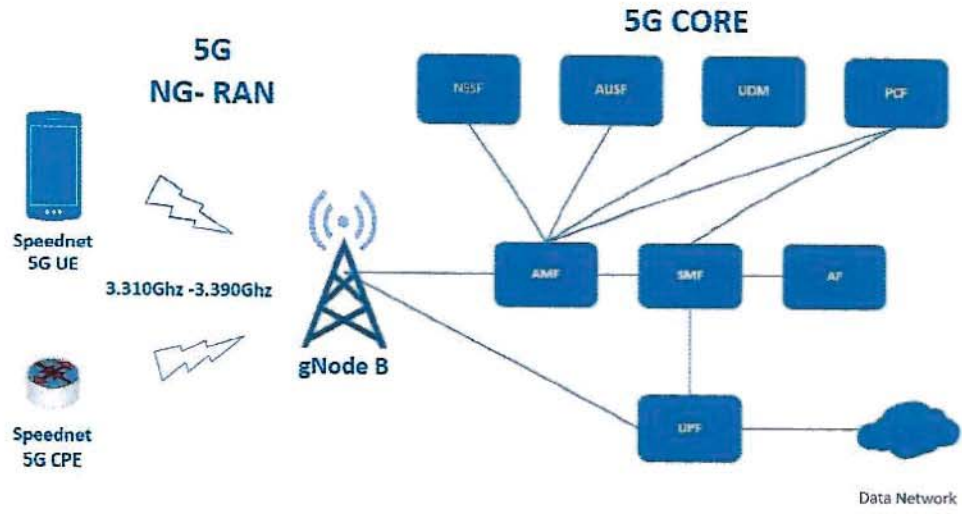 5G CORE
5G
NG- RAN
NSSF
AUSF
UDM
PCF
Speednet
5G UE
3.310Ghz -3.390Ghz
AMF
SMF
AF
gNode B
Speednet
5G CPE
UPF
Data Network